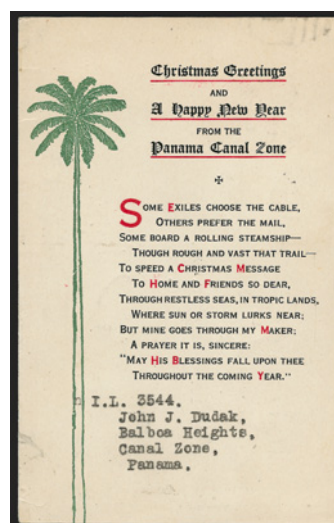 Christmas Greetings
AND
A Happy New Year
FROM THE
Panama Canal Zone
SOME EXILES CHOOSE THE CABLE,
OTHERS PREFER THE MAIL,
SOME BOARD A ROLLING STEAMSHIP—
THOUGH ROUGH AND VAST THAT TRAIL—
TO SPEED A CHRISTMAS MESSAGE
TO HOME AND FRIENDS SO DEAR,
THROUGH RESTLESS SEAS, IN TROPIC LANDS,
WHERE SUN OR STORM LURKS NEAR;
BUT MINE GOES THROUGH MY MAKER;
A PRAYER IT IS, SINCERE:
"MAY HIS BLESSINGS FALL UPON THEE
THROUGHOUT THE COMING YEAR."
I.L. 3544.
John J. Dudak,
Balboa Heights,
Canal Zone,
Panama.